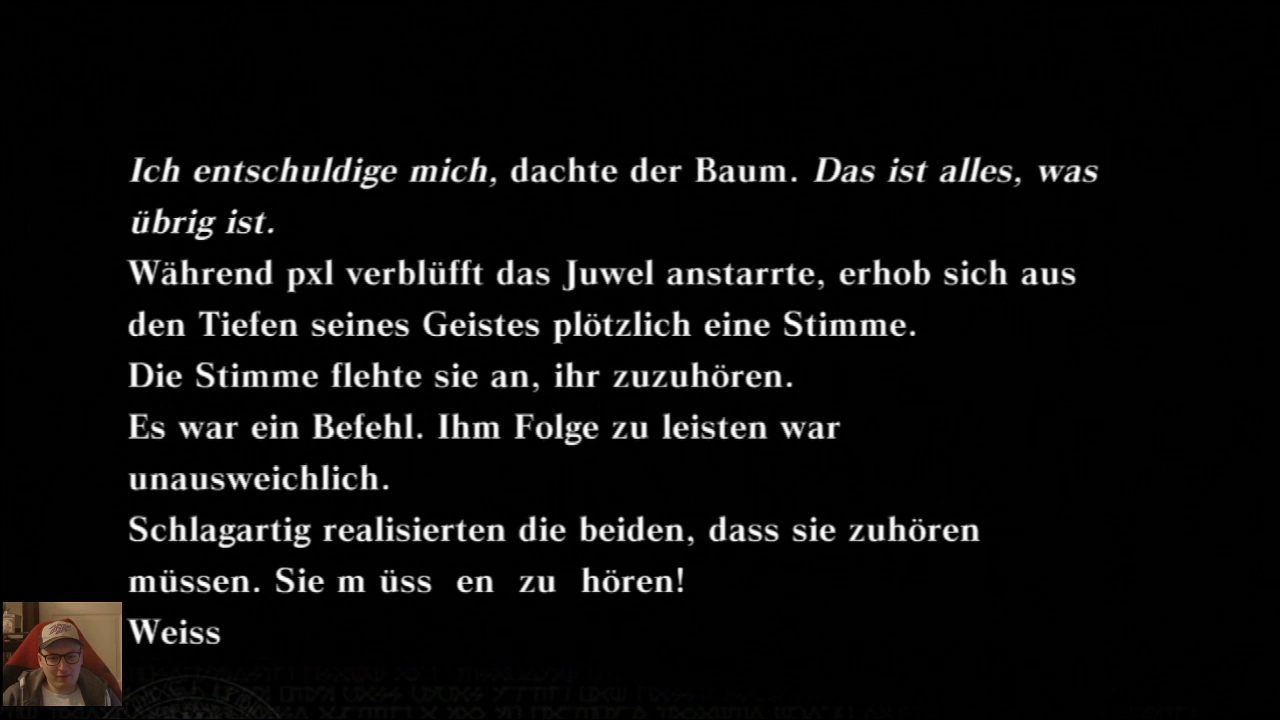 Ich entschuldige mich, dachte der Baum. Das ist alles, was
übrig ist.
Während pxl verblüfft das Juwel anstarrte, erhob sich aus
den Tiefen seines Geistes plötzlich eine Stimme.
Die Stimme flehte sie an, ihr zuzuhören.
Es war ein Befehl. Ihm Folge zu leisten war
unausweichlich.
Schlagartig realisierten die beiden, dass sie zuhören
müssen. Sie m üss  en  zu  hören!
Weiss